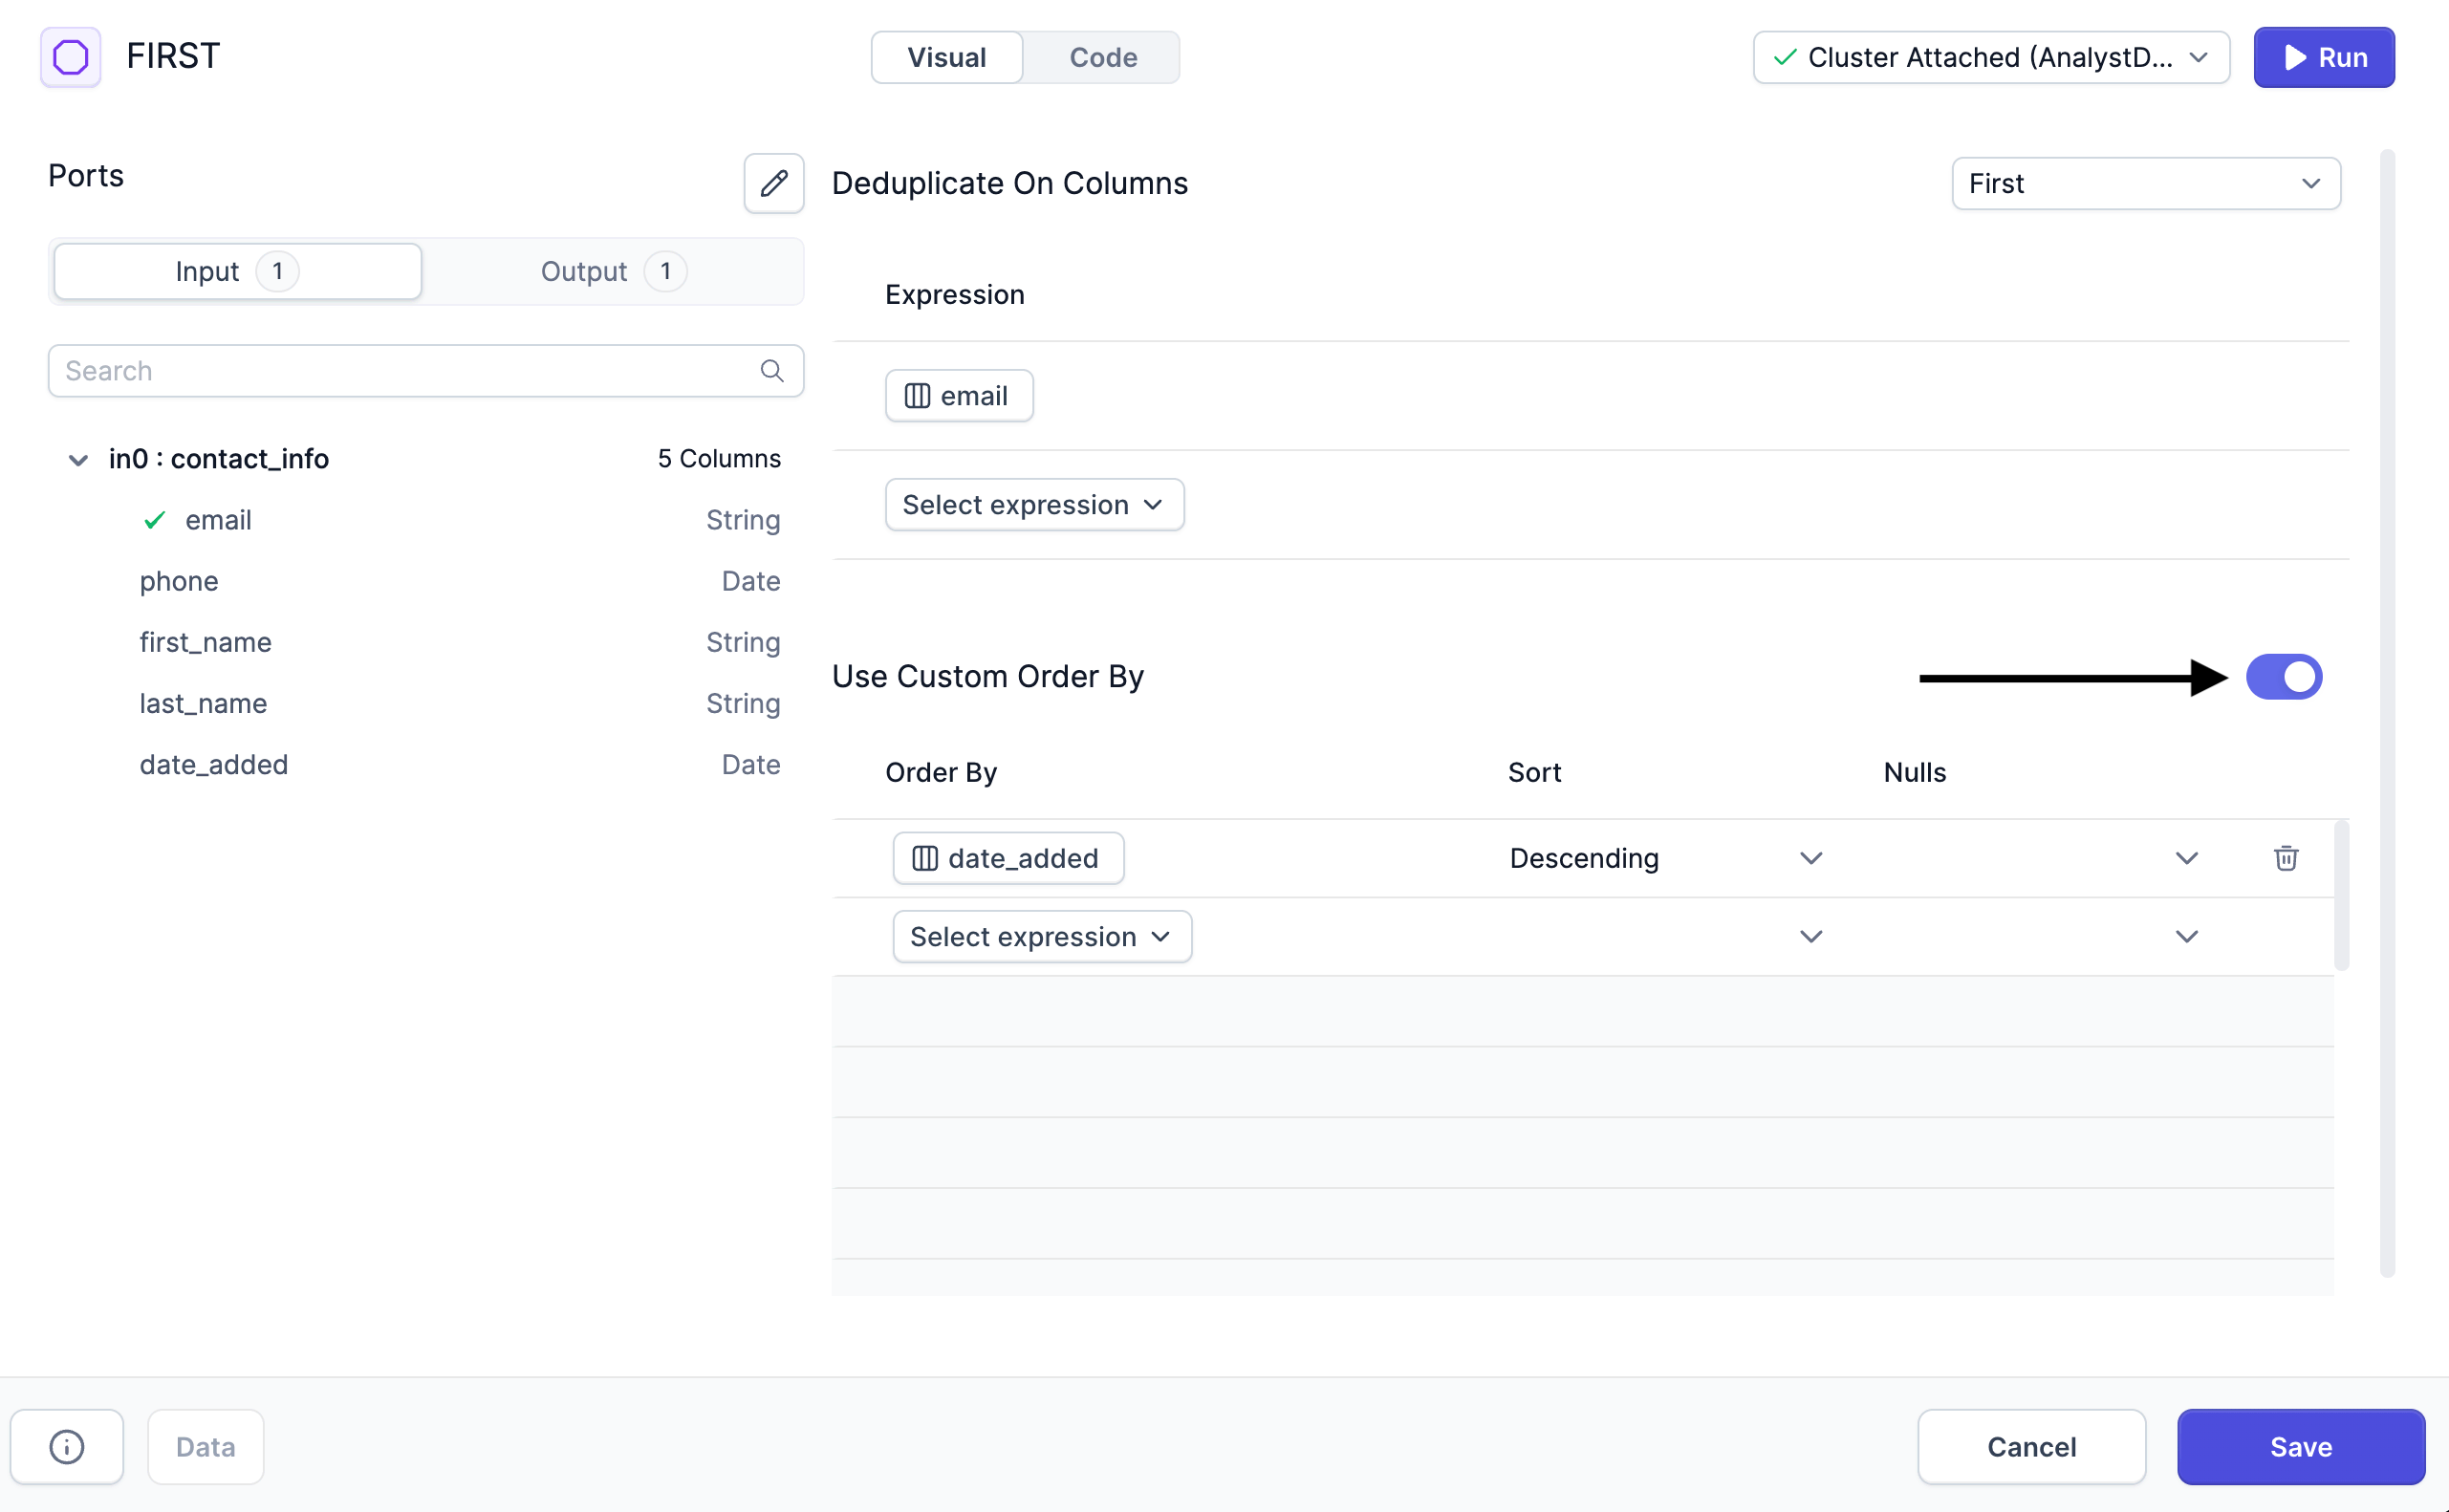 FIRST
Visual Code
Cluster Attached (AnalystD...
Run
Ports
Input 1
Output 1
Search
in0 : contact_info 5 Columns
email String
phone Date
first_name String
last_name String
date_added Date
Deduplicate On Columns
First
Expression
email
Select expression
Use Custom Order By
Order By Sort Nulls
date_added Descending
Select expression
Data
Cancel
Save